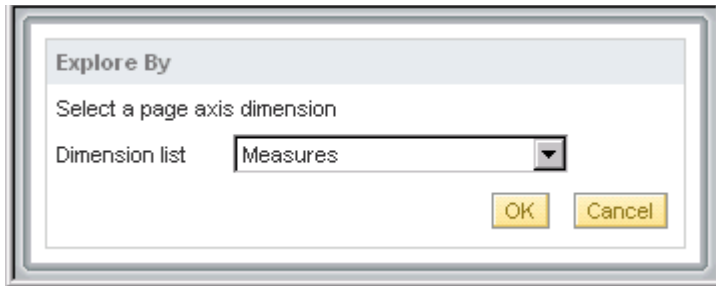 Explore By
Select a page axis dimension
Dimension list Measures
OK Cancel